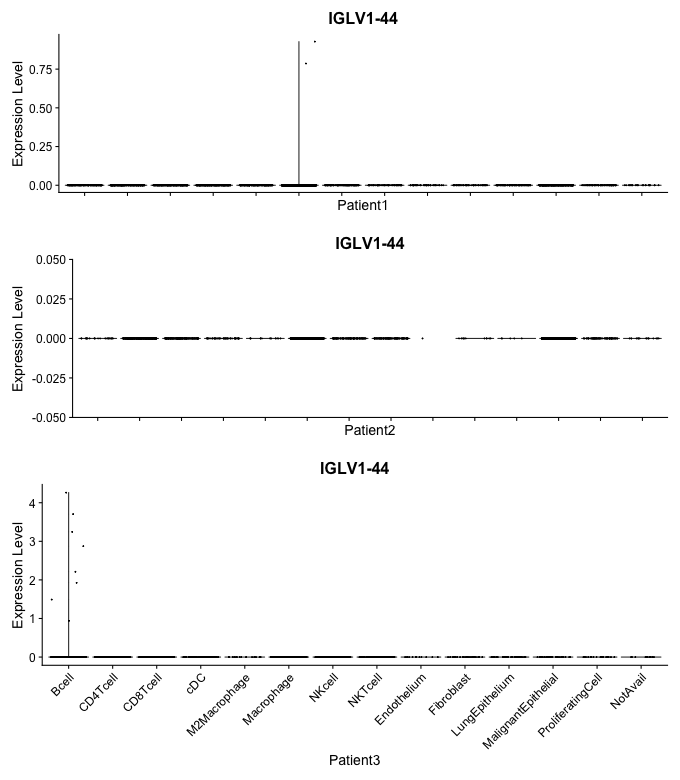 IGLV1-44
Expression Level
0.75
0.50
0.25
0.00
Patient1
IGLV1-44
Expression Level
0.050
0.025
0.000
-0.025
-0.050
Patient2
IGLV1-44
Expression Level
4
3
2
1
0
Bcell
CD4Tcell
CD8Tcell
cDC
M2Macrophage
Macrophage
NKcell
NKTcell
Endothelium
Fibroblast
LungEpithelium
MalignantEpithelial
ProliferatingCell
NotAvail
Patient3